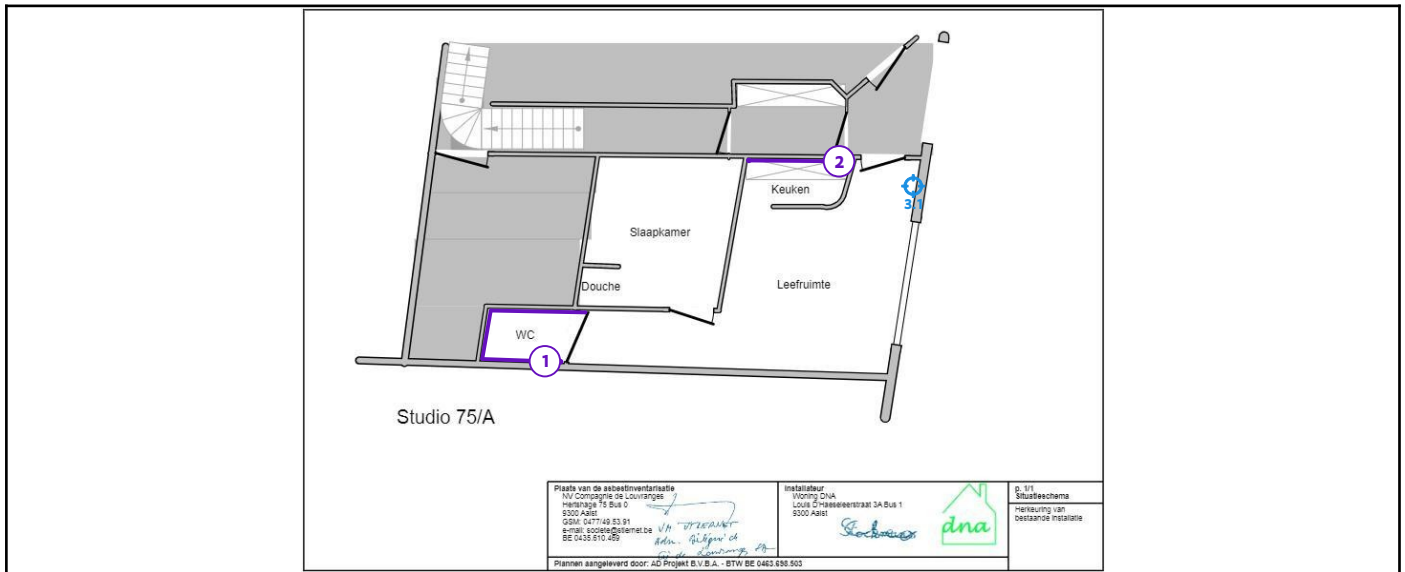 2
Keuken
3.1
Slaapkamer
Douche
Leefruimte
WC
1
Studio 75/A
Plaats van de asbestinventarisatie
NV Compagnie de Louvranges
Hertshage 75 Bus 0
9300 Aalst
GSM: 0477/49.53.91
e-mail: societe@stiernet.be
BE 0435.610.459
Installateur
Woning DNA
Louis D'Haeseleerstraat 3A Bus 1
9300 Aalst
dna
p. 1/1
Situatieschema
Herkeuring van
bestaande installatie
Plannen aangeleverd door: AD Projekt B.V.B.A. - BTW BE 0463.698.503